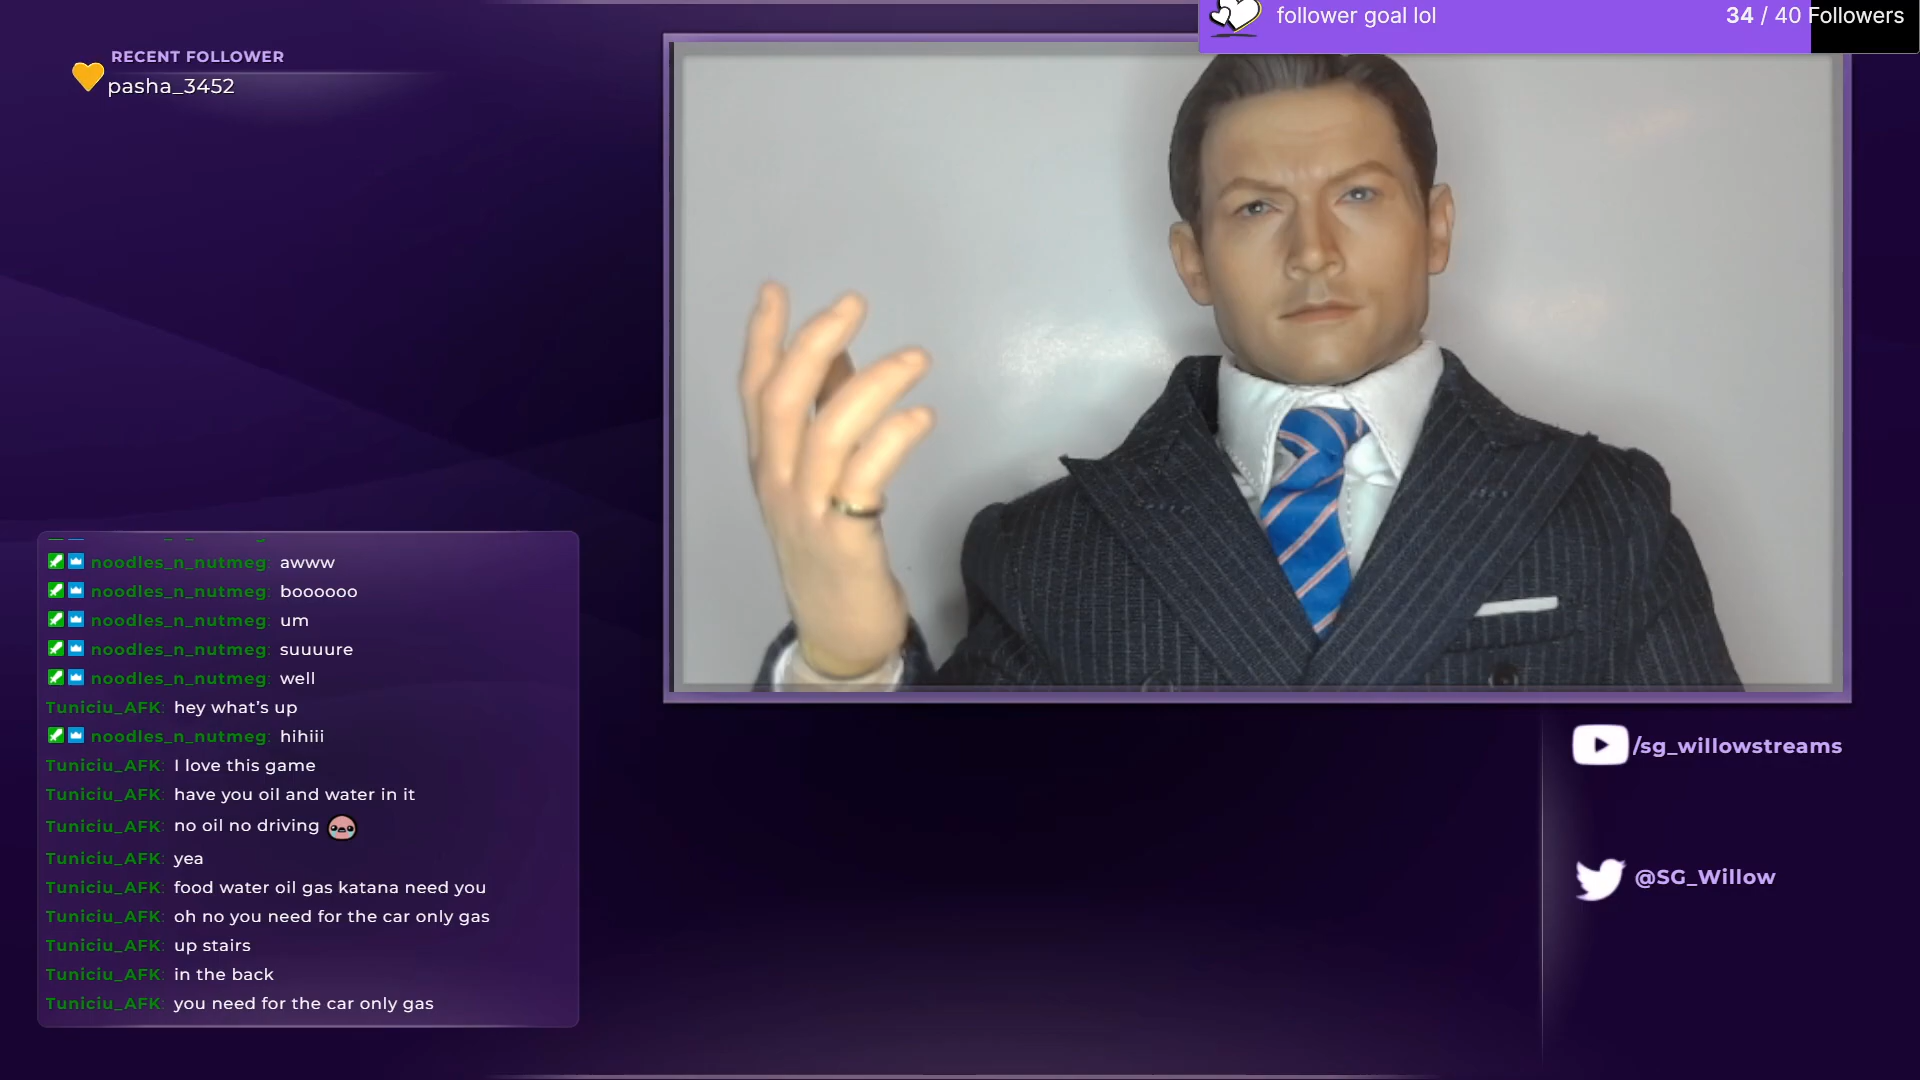 follower goal lol
34 / 40 Followers
RECENT FOLLOWER
pasha_3452
noodles_n_nutmeg: awww
noodles_n_nutmeg: boooooo
noodles_n_nutmeg: um
noodles_n_nutmeg: suuuure
noodles_n_nutmeg: well
Tuniciu_AFK: hey what's up
noodles_n_nutmeg: hihiii
Tuniciu_AFK: I love this game
Tuniciu_AFK: have you oil and water in it
Tuniciu_AFK: no oil no driving
Tuniciu_AFK: yea
Tuniciu_AFK: food water oil gas katana need you
Tuniciu_AFK: oh no you need for the car only gas
Tuniciu_AFK: up stairs
Tuniciu_AFK: in the back
Tuniciu_AFK: you need for the car only gas
/sg_willowstreams
@SG_Willow